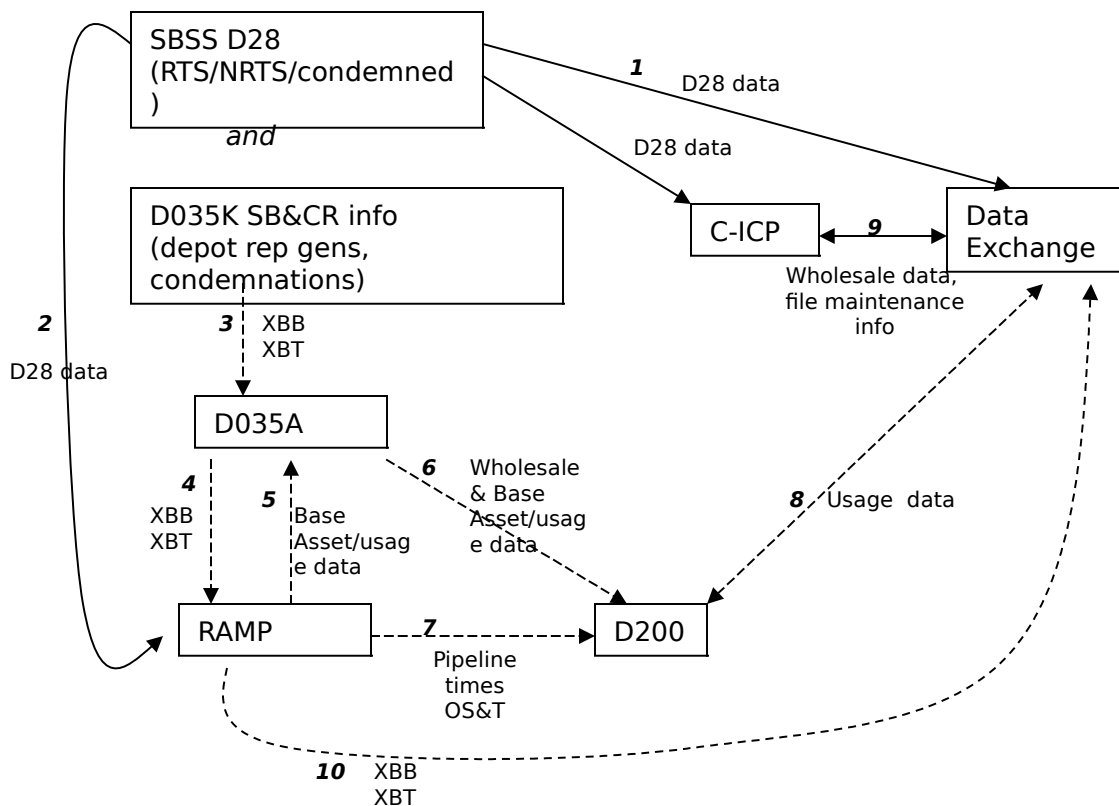 SBSS D28
(RTS/NRTS/condemned
)
and
1
D28 data
D28 data
D035K SB&CR info
(depot rep gens,
condemnations)
C-ICP
9
Data
Exchange
Wholesale data,
file maintenance
info
2
D28 data
3
XBB
XBT
D035A
4
XBB
XBT
5
Base
Asset/usag
e data
6
Wholesale
& Base
Asset/usag
e data
8
Usage data
RAMP
7
Pipeline
times
OS&T
D200
10
XBB
XBT